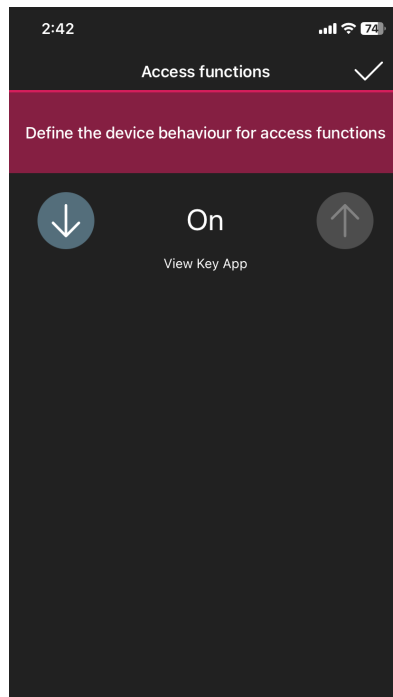 2:42
74
Access functions
Define the device behaviour for access functions
On
View Key App